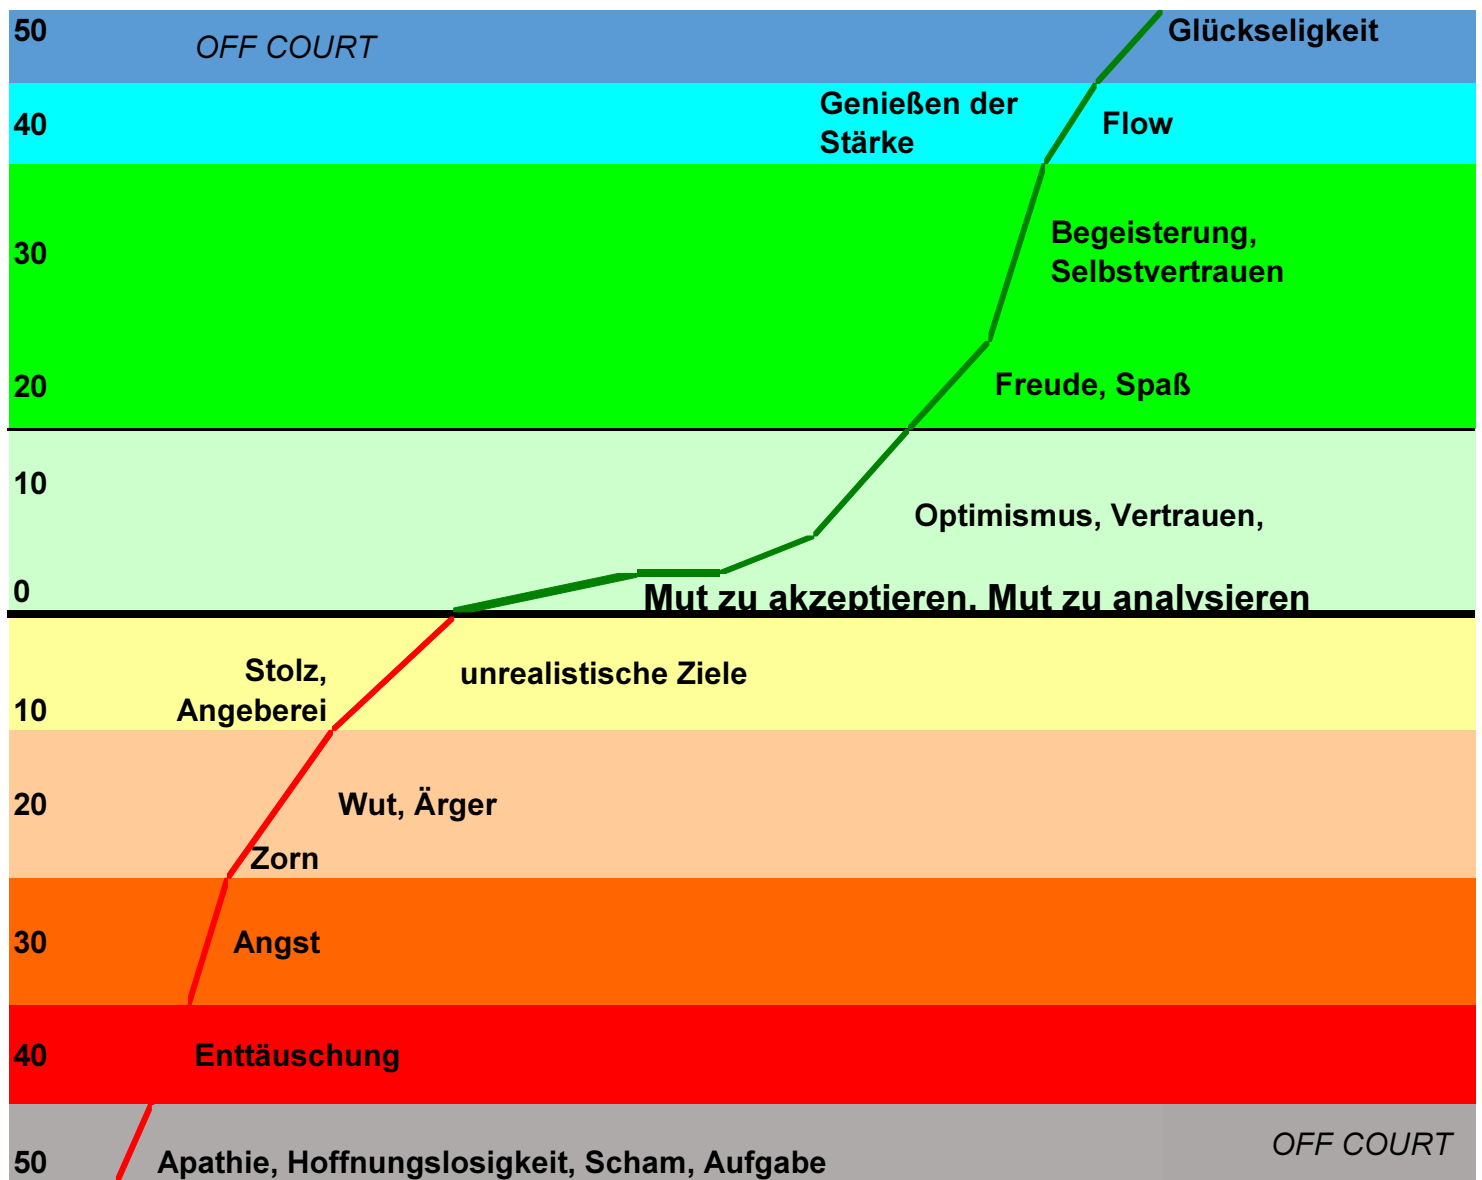 50
OFF COURT
Glückseligkeit
40
Genießen der
Stärke
Flow
30
Begeisterung,
Selbstvertrauen
20
Freude, Spaß
10
Optimismus, Vertrauen,
0
Mut zu akzeptieren, Mut zu analysieren
Stolz,
Angeberei
unrealistische Ziele
10
20
Wut, Ärger
Zorn
30
Angst
40
Enttäuschung
50
Apathie, Hoffnungslosigkeit, Scham, Aufgabe
OFF COURT